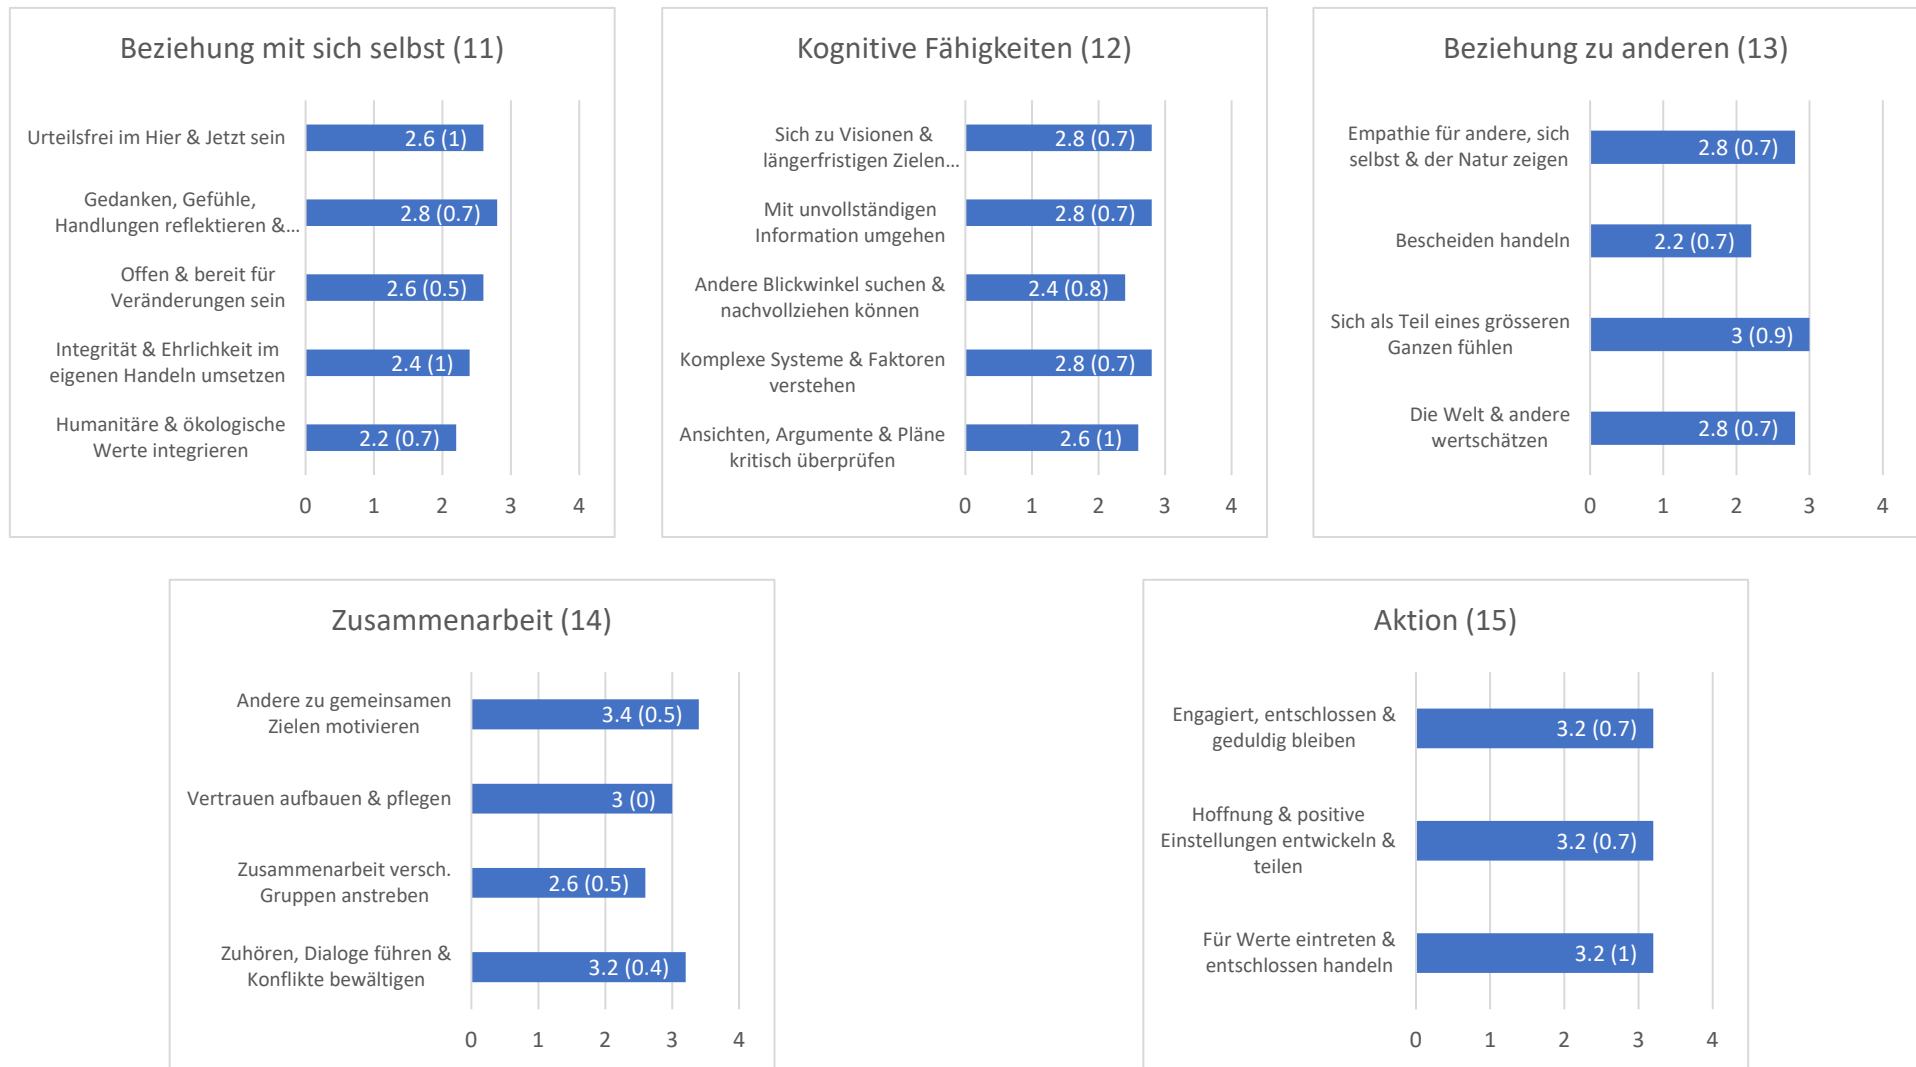 Beziehung mit sich selbst (11)
Urteilsfrei im Hier & Jetzt sein
2.6 (1)
Gedanken, Gefühle,
Handlungen reflektieren &...
2.8 (0.7)
Offen & bereit für
Veränderungen sein
2.6 (0.5)
Integrität & Ehrlichkeit im
eigenen Handeln umsetzen
2.4 (1)
Humanitäre & ökologische
Werte integrieren
2.2 (0.7)
0 1 2 3 4
Kognitive Fähigkeiten (12)
Sich zu Visionen &
längerfristigen Zielen...
2.8 (0.7)
Mit unvollständigen
Information umgehen
2.8 (0.7)
Andere Blickwinkel suchen &
nachvollziehen können
2.4 (0.8)
Komplexe Systeme & Faktoren
verstehen
2.8 (0.7)
Ansichten, Argumente & Pläne
kritisch überprüfen
2.6 (1)
0 1 2 3 4
Beziehung zu anderen (13)
Empathie für andere, sich
selbst & der Natur zeigen
2.8 (0.7)
Bescheiden handeln
2.2 (0.7)
Sich als Teil eines grösseren
Ganzen fühlen
3 (0.9)
Die Welt & andere
wertschätzen
2.8 (0.7)
0 1 2 3 4
Zusammenarbeit (14)
Andere zu gemeinsamen
Zielen motivieren
3.4 (0.5)
Vertrauen aufbauen & pflegen
3 (0)
Zusammenarbeit versch.
Gruppen anstreben
2.6 (0.5)
Zuhören, Dialoge führen &
Konflikte bewältigen
3.2 (0.4)
0 1 2 3 4
Aktion (15)
Engagiert, entschlossen &
geduldig bleiben
3.2 (0.7)
Hoffnung & positive
Einstellungen entwickeln &
teilen
3.2 (0.7)
Für Werte eintreten &
entschlossen handeln
3.2 (1)
0 1 2 3 4